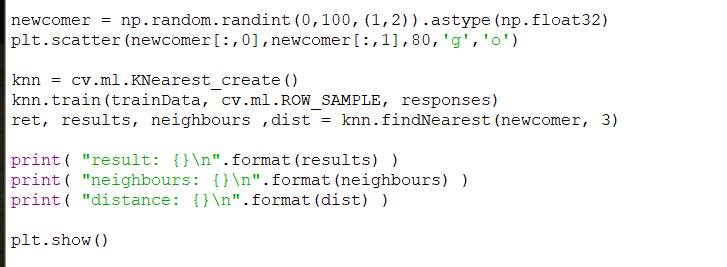 newcomer = np.random.randint(0,100,(1,2)).astype(np.float32)
plt.scatter(newcomer[:,0],newcomer[:,1],80,'g','o')
knn = cv.ml.KNearest_create()
knn.train(trainData, cv.ml.ROW_SAMPLE, responses)
ret, results, neighbours ,dist = knn.findNearest(newcomer, 3)
print( "result: {}\n".format(results) )
print( "neighbours: {}\n".format(neighbours) )
print( "distance: {}\n".format(dist) )
plt.show()